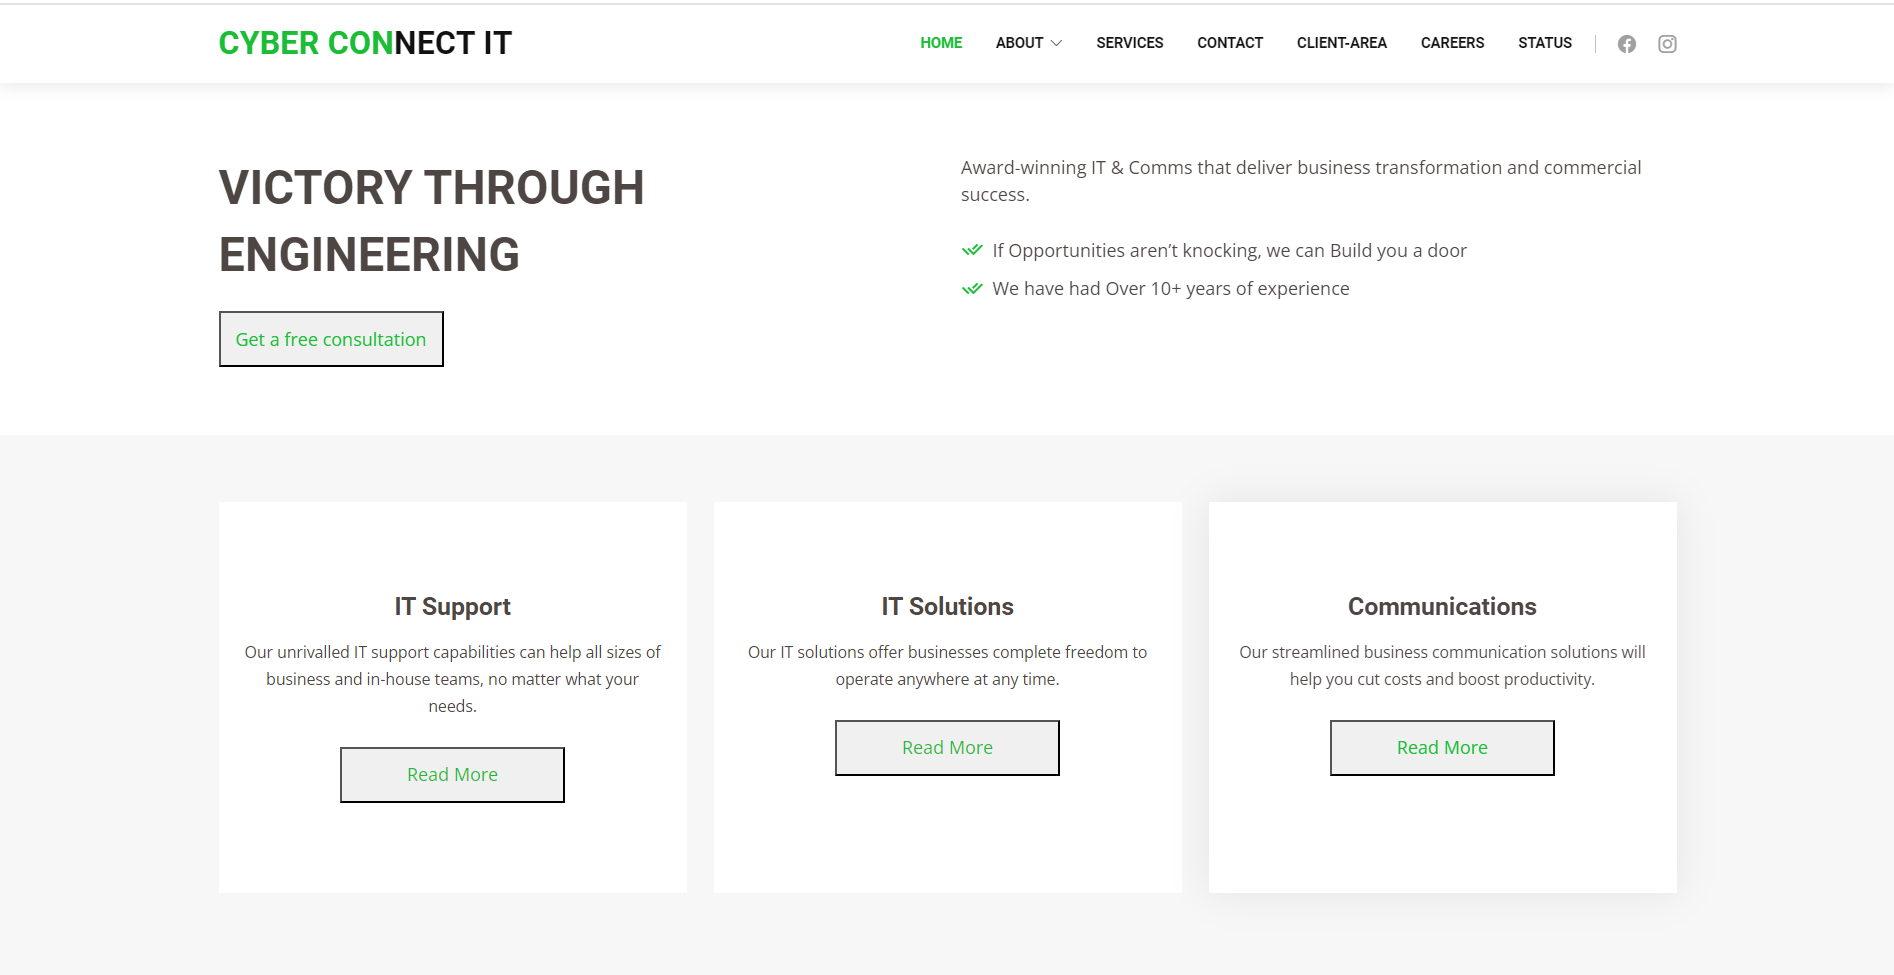 CYBER CONNECT IT
HOME ABOUT SERVICES CONTACT CLIENT-AREA CAREERS STATUS
VICTORY THROUGH
ENGINEERING
Get a free consultation
Award-winning IT & Comms that deliver business transformation and commercial
success.
If Opportunities aren’t knocking, we can Build you a door
We have had Over 10+ years of experience
IT Support
Our unrivalled IT support capabilities can help all sizes of
business and in-house teams, no matter what your
needs.
Read More
IT Solutions
Our IT solutions offer businesses complete freedom to
operate anywhere at any time.
Read More
Communications
Our streamlined business communication solutions will
help you cut costs and boost productivity.
Read More